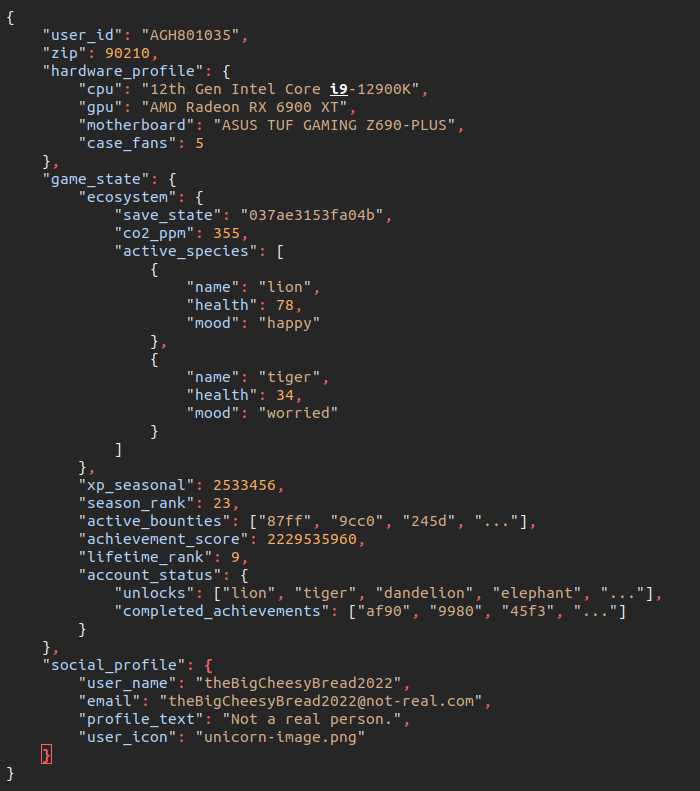 {
    "user_id": "AGH801035",
    "zip": 90210,
    "hardware_profile": {
        "cpu": "12th Gen Intel Core i9-12900K",
        "gpu": "AMD Radeon RX 6900 XT",
        "motherboard": "ASUS TUF GAMING Z690-PLUS",
        "case_fans": 5
    },
    "game_state": {
        "ecosystem": {
            "save_state": "037ae3153fa04b",
            "co2_ppm": 355,
            "active_species": [
                {
                    "name": "lion",
                    "health": 78,
                    "mood": "happy"
                },
                {
                    "name": "tiger",
                    "health": 34,
                    "mood": "worried"
                }
            ]
        },
        "xp_seasonal": 2533456,
        "season_rank": 23,
        "active_bounties": ["87ff", "9cc0", "245d", "..."],
        "achievement_score": 2229535960,
        "lifetime_rank": 9,
        "account_status": {
            "unlocks": ["lion", "tiger", "dandelion", "elephant", "..."],
            "completed_achievements": ["af90", "9980", "45f3", "..."]
        }
    },
    "social_profile": {
        "user_name": "theBigCheesyBread2022",
        "email": "theBigCheesyBread2022@not-real.com",
        "profile_text": "Not a real person.",
        "user_icon": "unicorn-image.png"
    }
}